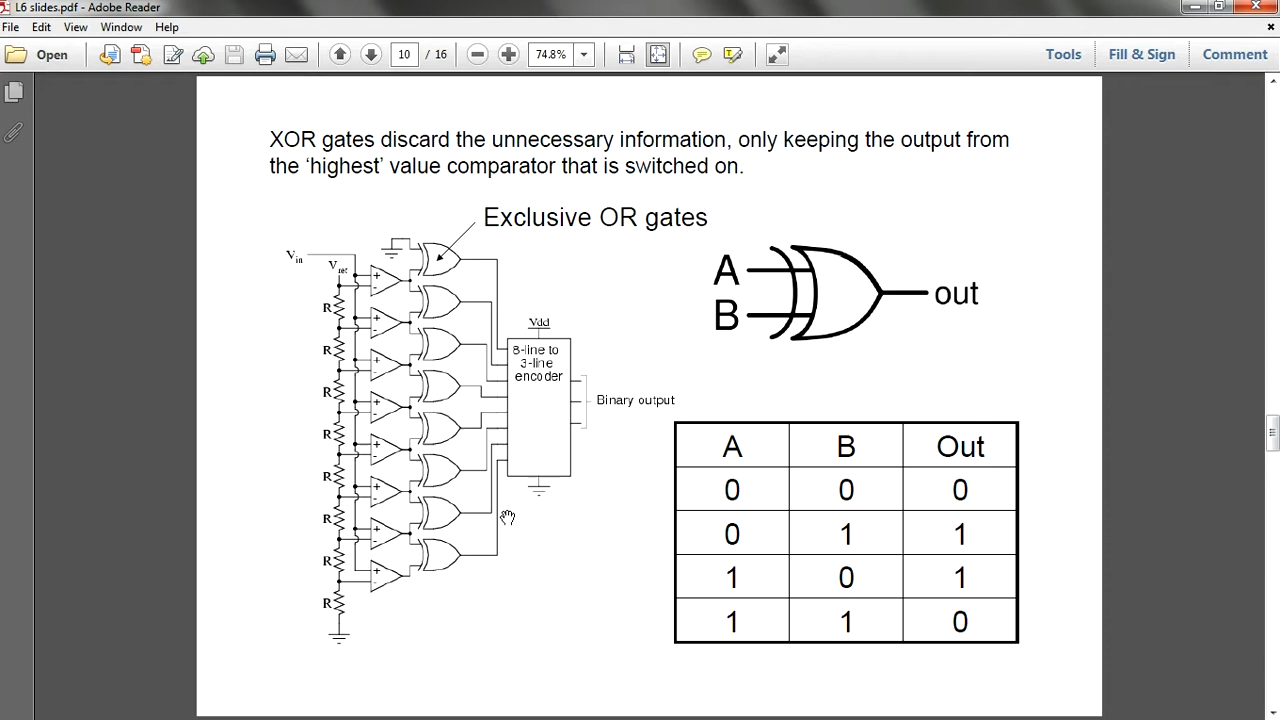 L6 slides.pdf - Adobe Reader
File Edit View Window Help
Open 10 / 16 74.8% Tools Fill & Sign Comment
XOR gates discard the unnecessary information, only keeping the output from
the ‘highest’ value comparator that is switched on.
Exclusive OR gates
Vin
Vref
R
R
R
R
R
R
R
R
+
-
+
-
+
-
+
-
+
-
+
-
+
-
+
-
Vdd
8-line to
3-line
encoder
Binary output
A
B
out
A B Out
0 0 0
0 1 1
1 0 1
1 1 0